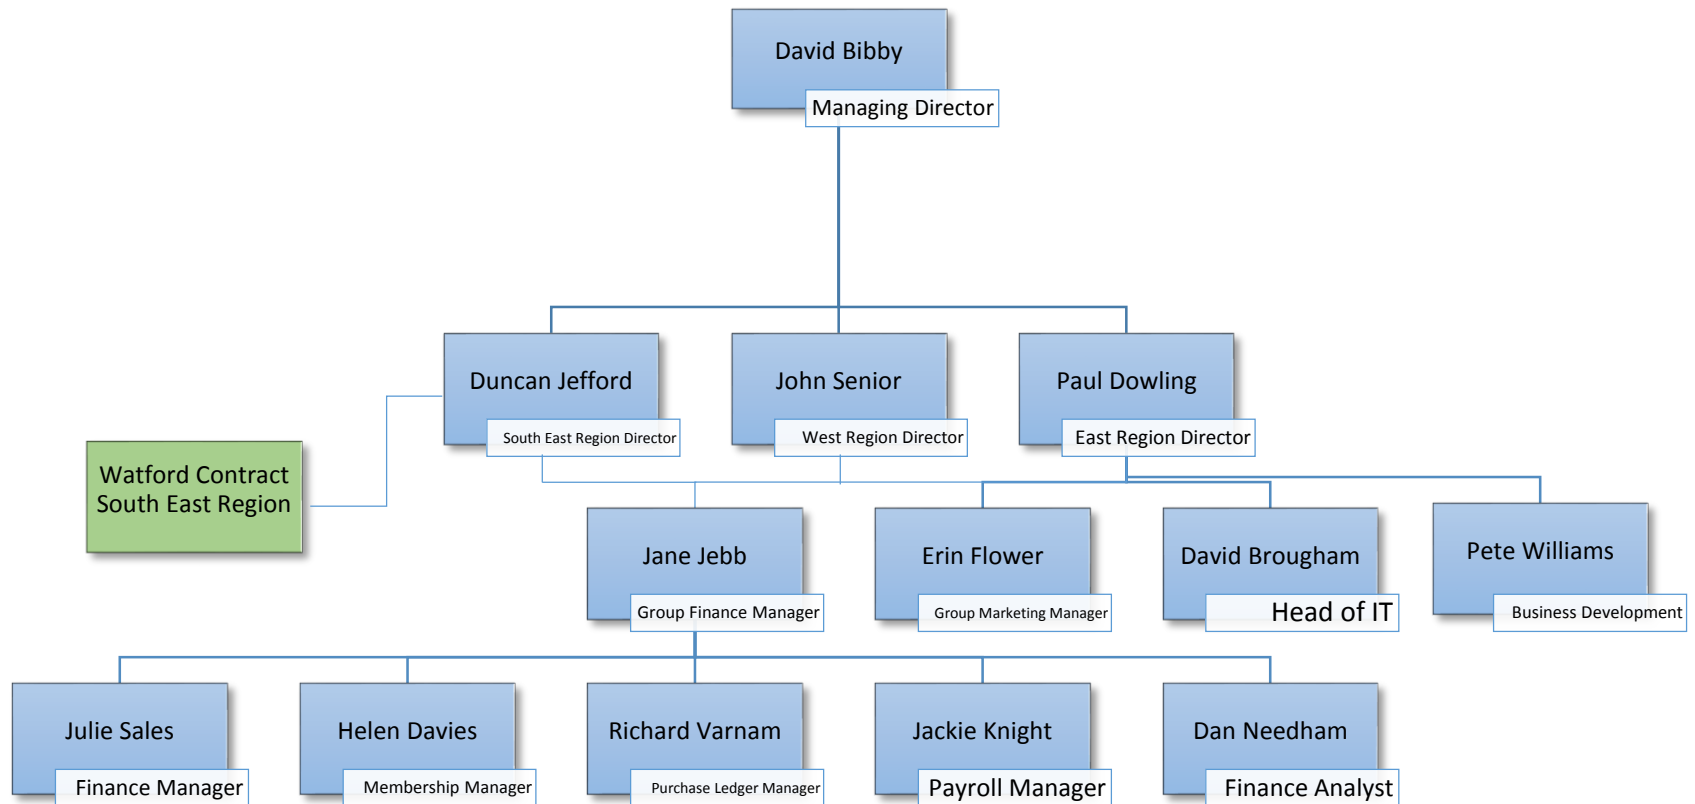 David Bibby
Managing Director
Duncan Jefford
South East Region Director
John Senior
West Region Director
Paul Dowling
East Region Director
Watford Contract
South East Region
Jane Jebb
Group Finance Manager
Erin Flower
Group Marketing Manager
David Brougham
Head of IT
Pete Williams
Business Development
Julie Sales
Finance Manager
Helen Davies
Membership Manager
Richard Varnam
Purchase Ledger Manager
Jackie Knight
Payroll Manager
Dan Needham
Finance Analyst